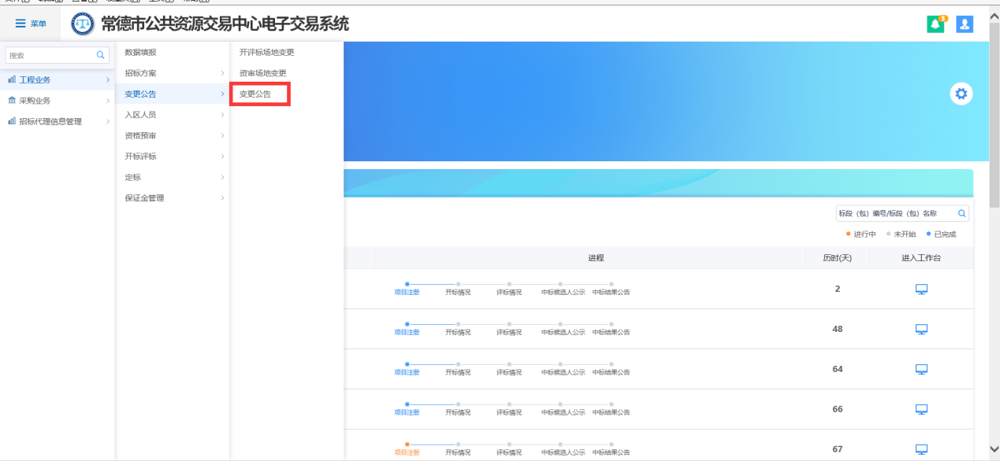 菜单
常德市公共资源交易中心电子交易系统
5
搜索
工程业务
采购业务
招标代理信息管理
数据填报
招标方案
变更公告
入区人员
资格预审
开标评标
定标
保证金管理
开评标场地变更
资审场地变更
变更公告
标段（包）编号/标段（包）名称
进行中 未开始 已完成
进程 历时(天) 进入工作台
项目注册 开标情况 评标情况 中标候选人公示 中标结果公告 2
项目注册 开标情况 评标情况 中标候选人公示 中标结果公告 48
项目注册 开标情况 评标情况 中标候选人公示 中标结果公告 64
项目注册 开标情况 评标情况 中标候选人公示 中标结果公告 66
项目注册 开标情况 评标情况 中标候选人公示 中标结果公告 67